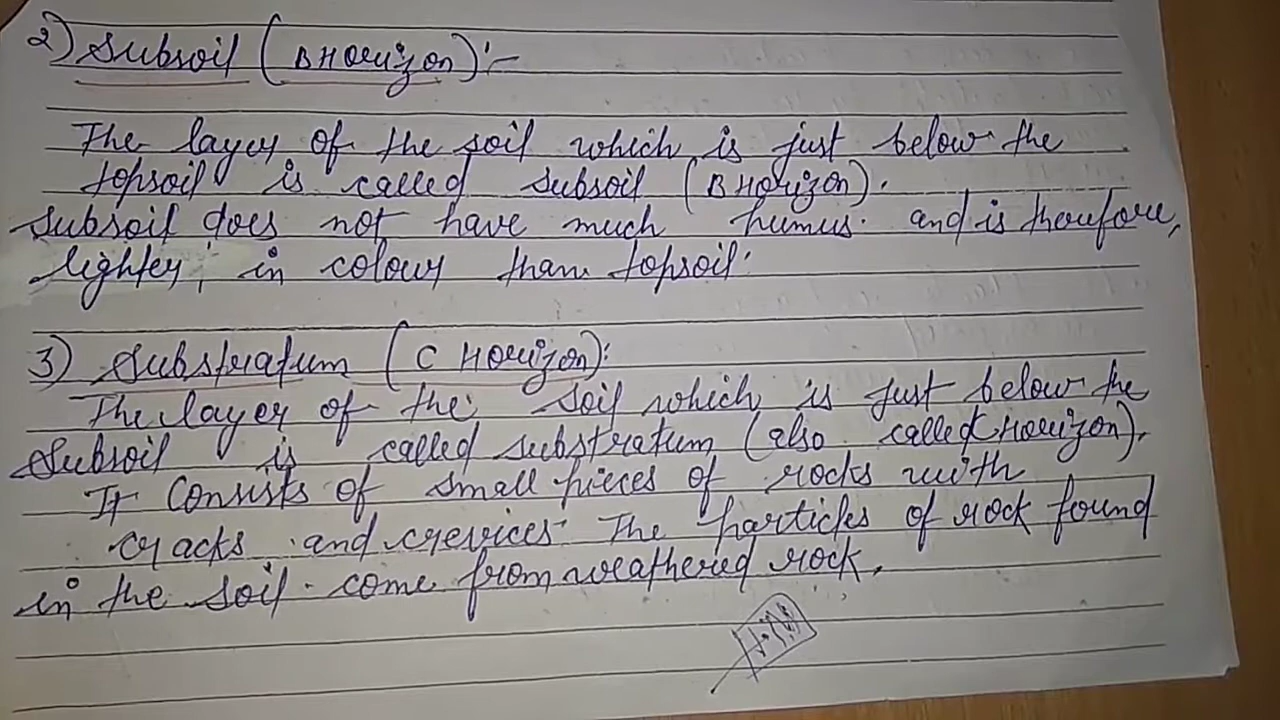 2) Subsoil (B Horizon):-
The layer of the soil which is just below the
topsoil is called subsoil (B Horizon).
Subsoil does not have much humus. and is therefore,
lighter, in colour than topsoil.
3) Substratum (C Horizon):
The layer of the soil which is just below the
Subsoil is called substratum (also called C Horizon).
It Consists of small pieces of rocks with
cracks and crevices. The particles of rock found
in the soil come from weathered rock.